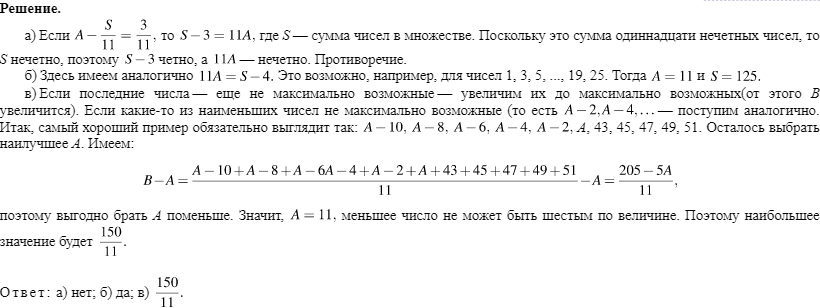 Решение.
а) Если A − S/11 = 3/11, то S − 3 = 11A, где S — сумма чисел в множестве. Поскольку это сумма одиннадцати нечетных чисел, то
S нечетно, поэтому S − 3 четно, а 11A — нечетно. Противоречие.
б) Здесь имеем аналогично 11A = S − 4. Это возможно, например, для чисел 1, 3, 5, ..., 19, 25. Тогда A = 11 и S = 125.
в) Если последние числа — еще не максимально возможные — увеличим их до максимально возможных(от этого B
увеличится). Если какие-то из наименьших чисел не максимально возможные (то есть A − 2, A − 4, … — поступим аналогично.
Итак, самый хороший пример обязательно выглядит так: A − 10, A − 8, A − 6, A − 4, A − 2, A, 43, 45, 47, 49, 51. Осталось выбрать
наилучшее A. Имеем:
B − A = (A − 10 + A − 8 + A − 6A − 4 + A − 2 + A + 43 + 45 + 47 + 49 + 51)/11 − A = (205 − 5A)/11,
поэтому выгодно брать A поменьше. Значит, A = 11, меньшее число не может быть шестым по величине. Поэтому наибольшее
значение будет 150/11.
Ответ: а) нет; б) да; в) 150/11.